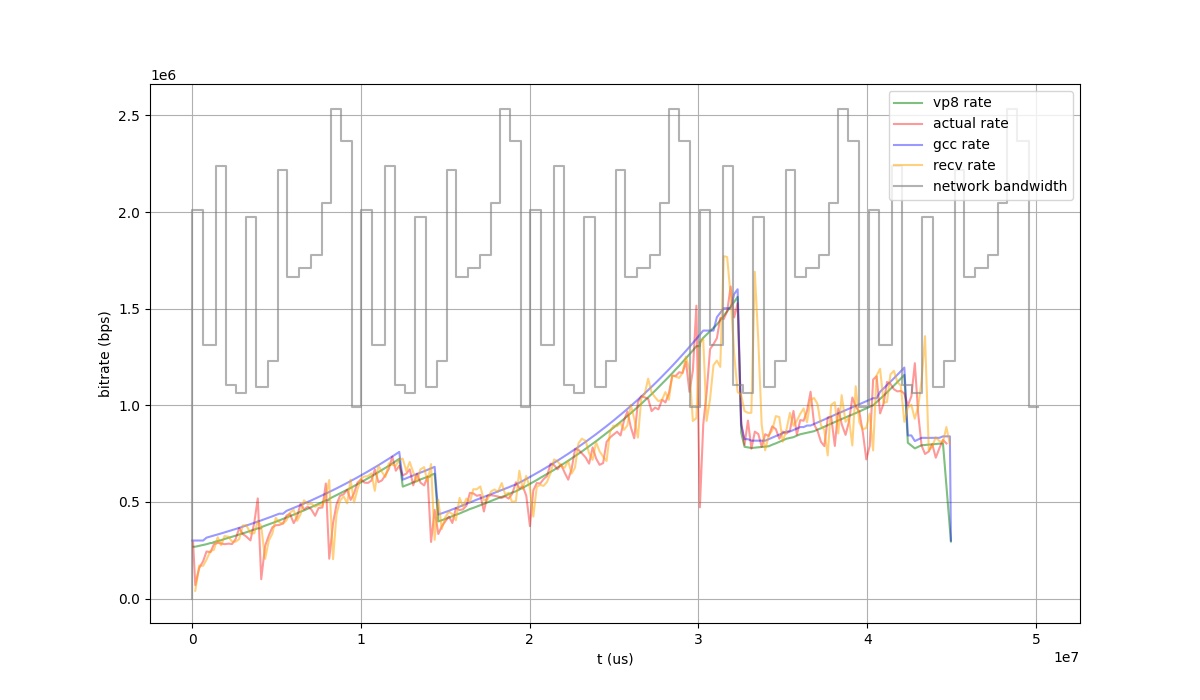 1e6
2.5
2.0
1.5
1.0
0.5
0.0
bitrate (bps)
vp8 rate
actual rate
gcc rate
recv rate
network bandwidth
0 1 2 3 4 5
t (us)
1e7